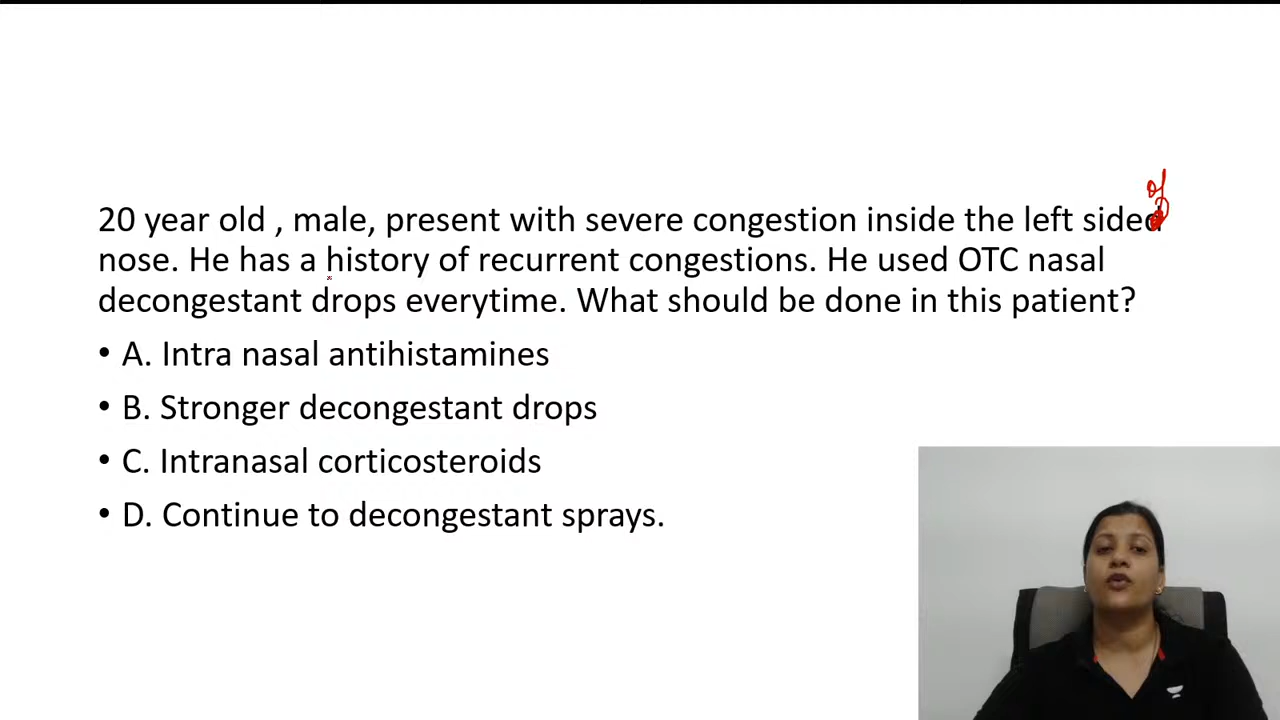 of
20 year old , male, present with severe congestion inside the left sided
nose. He has a history of recurrent congestions. He used OTC nasal
decongestant drops everytime. What should be done in this patient?
• A. Intra nasal antihistamines
• B. Stronger decongestant drops
• C. Intranasal corticosteroids
• D. Continue to decongestant sprays.